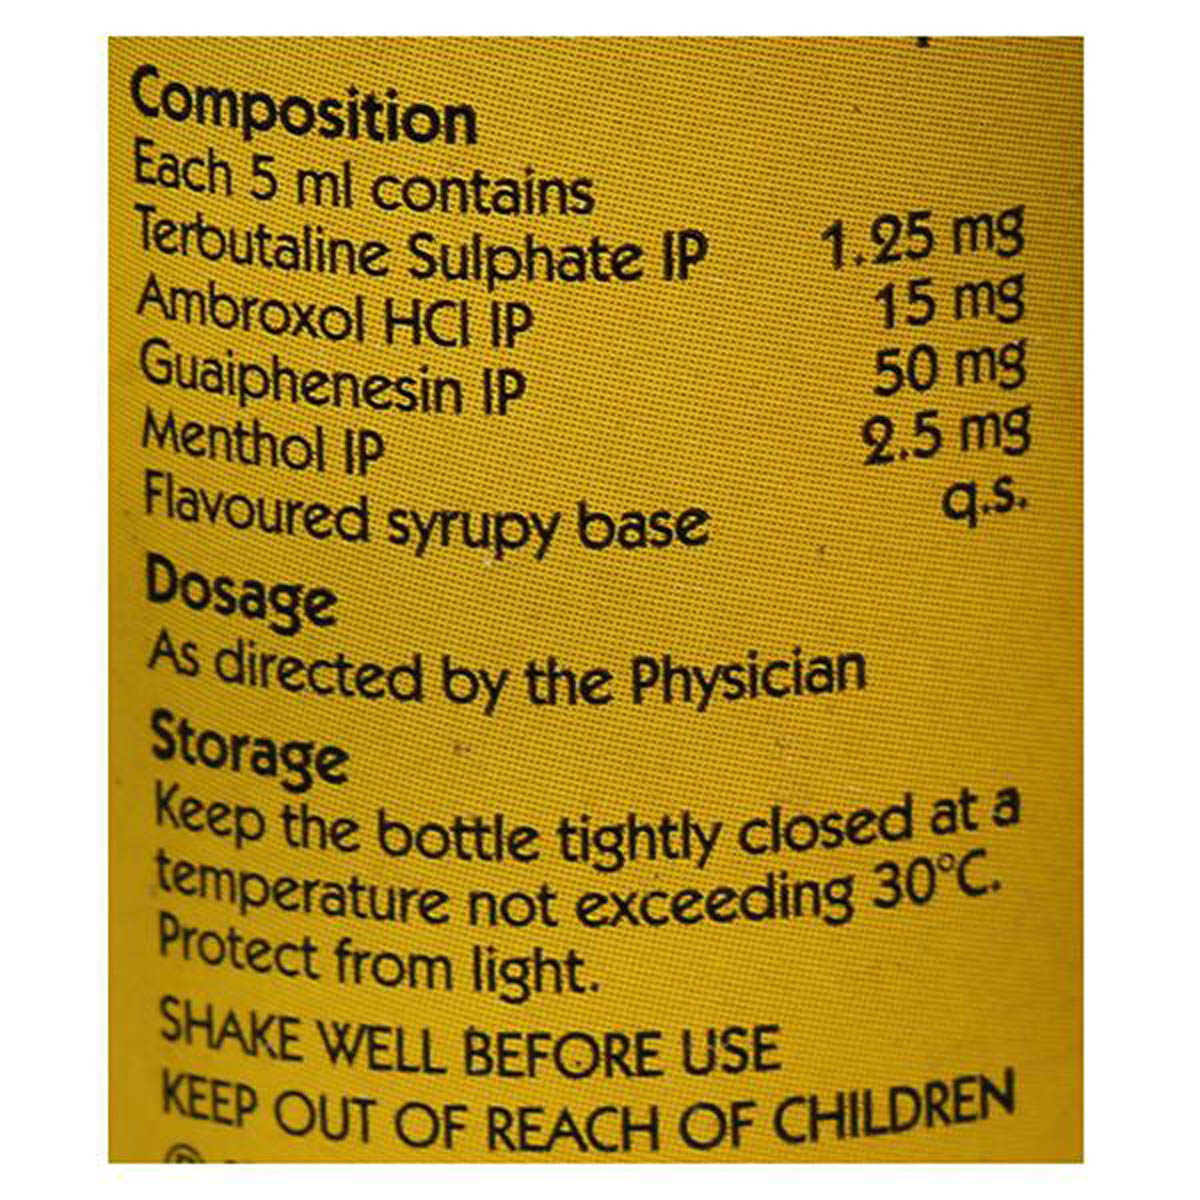 Composition
Each 5 ml contains
Terbutaline Sulphate IP 1.25 mg
Ambroxol HCl IP 15 mg
Guaiphenesin IP 50 mg
Menthol IP 2.5 mg
Flavoured syrupy base q.s.
Dosage
As directed by the Physician
Storage
Keep the bottle tightly closed at a
temperature not exceeding 30°C.
Protect from light.
SHAKE WELL BEFORE USE
KEEP OUT OF REACH OF CHILDREN